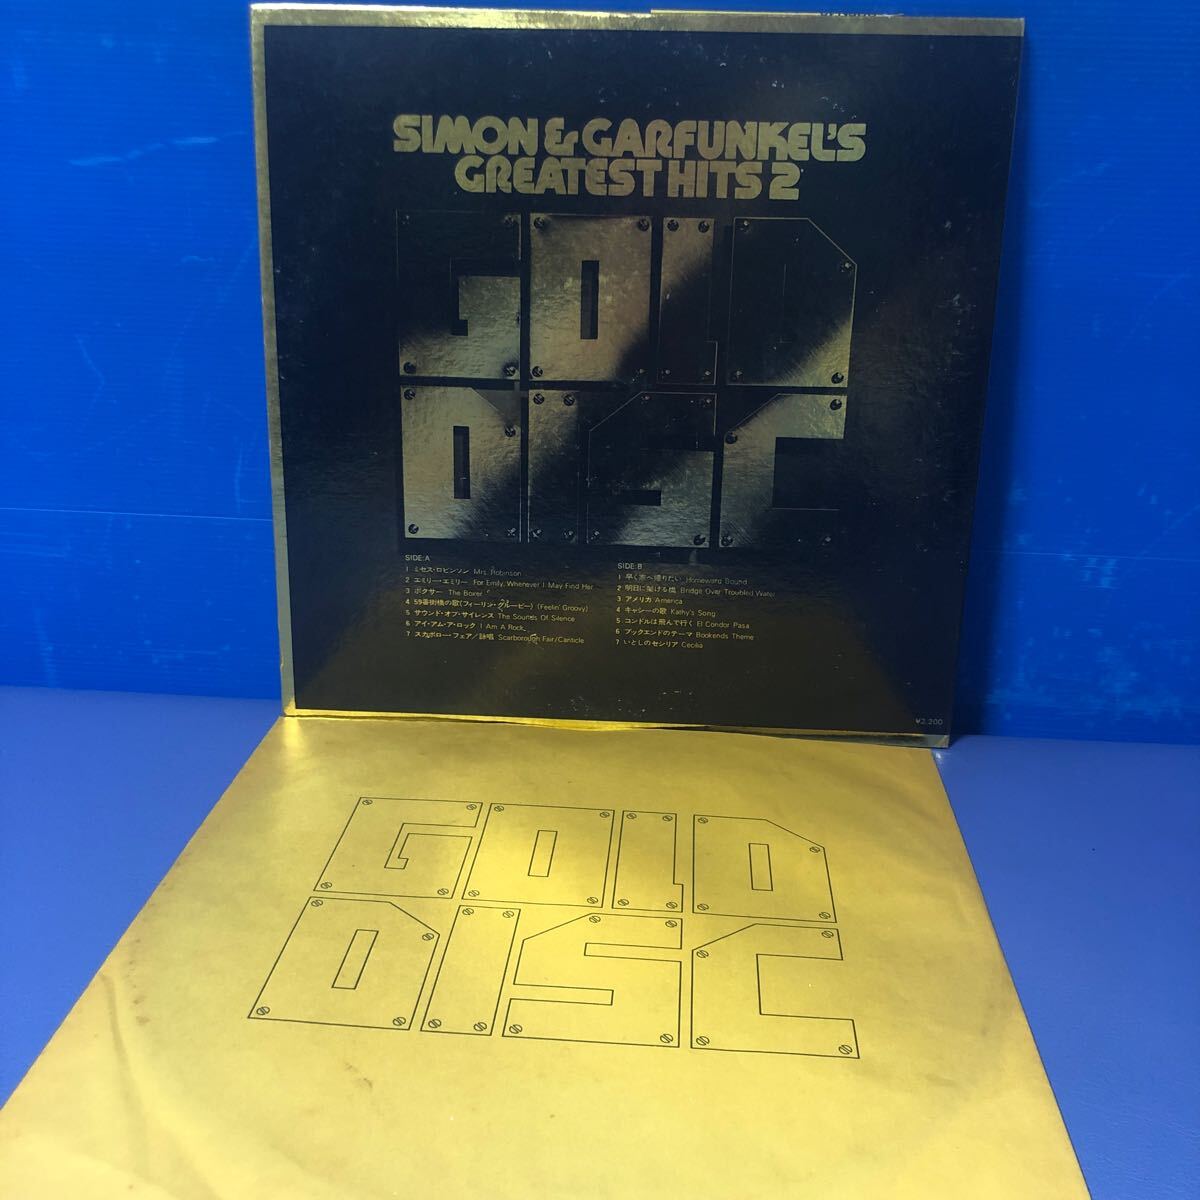 SIMON & GARFUNKEL'S
GREATEST HITS 2
GOLD
DISC
SIDE:A
1 ミセス・ロビンソン Mrs. Robinson
2 エミリー・エミリー For Emily, Whenever I May Find Her
3 ボクサー The Boxer
4 59番街橋の歌(フィーリン・グルービー) (Feelin' Groovy)
5 サウンド・オブ・サイレンス The Sounds Of Silence
6 アイ・アム・ア・ロック I Am A Rock
7 スカボロー・フェア/詠唱 Scarborough Fair/Canticle
SIDE:B
1 早く家へ帰りたい Homeward Bound
2 明日に架ける橋 Bridge Over Troubled Water
3 アメリカ America
4 キャシーの歌 Kathy's Song
5 コンドルは飛んで行く El Condor Pasa
6 ブックエンドのテーマ Bookends Theme
7 いとしのセシリア Cecilia
¥2,200
GOLD
DISC